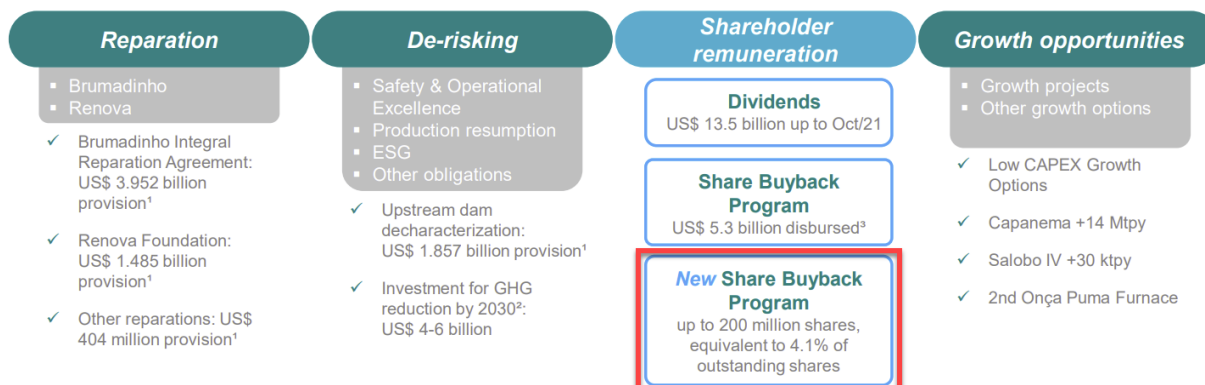 Reparation
▪ Brumadinho
▪ Renova
✓ Brumadinho Integral
Reparation Agreement:
US$ 3.952 billion
provision¹
✓ Renova Foundation:
US$ 1.485 billion
provision¹
✓ Other reparations: US$
404 million provision¹
De-risking
▪ Safety & Operational
Excellence
▪ Production resumption
▪ ESG
▪ Other obligations
✓ Upstream dam
decharacterization:
US$ 1.857 billion provision¹
✓ Investment for GHG
reduction by 2030²:
US$ 4-6 billion
Shareholder
remuneration
Dividends
US$ 13.5 billion up to Oct/21
Share Buyback
Program
US$ 5.3 billion disbursed³
New Share Buyback
Program
up to 200 million shares,
equivalent to 4.1% of
outstanding shares
Growth opportunities
▪ Growth projects
▪ Other growth options
✓ Low CAPEX Growth
Options
✓ Capanema +14 Mtpy
✓ Salobo IV +30 ktpy
✓ 2nd Onça Puma Furnace